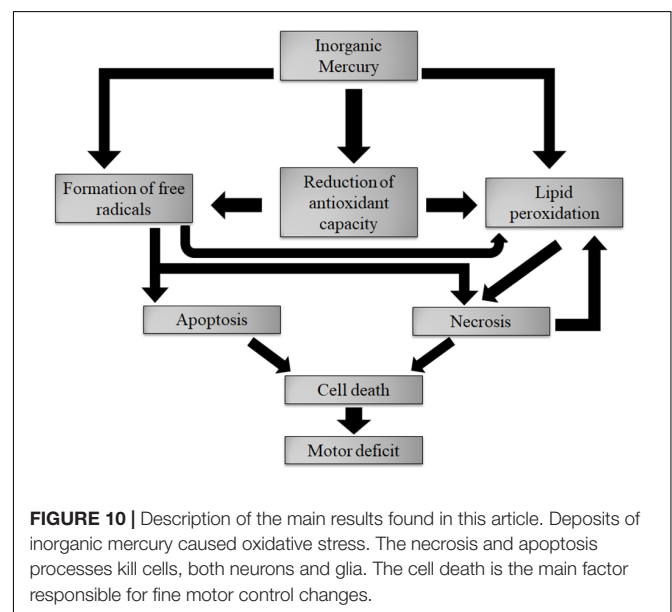 Inorganic
Mercury
Formation of free
radicals
Reduction of
antioxidant
capacity
Lipid
peroxidation
Apoptosis
Necrosis
Cell death
Motor deficit
FIGURE 10 | Description of the main results found in this article. Deposits of
inorganic mercury caused oxidative stress. The necrosis and apoptosis
processes kill cells, both neurons and glia. The cell death is the main factor
responsible for fine motor control changes.